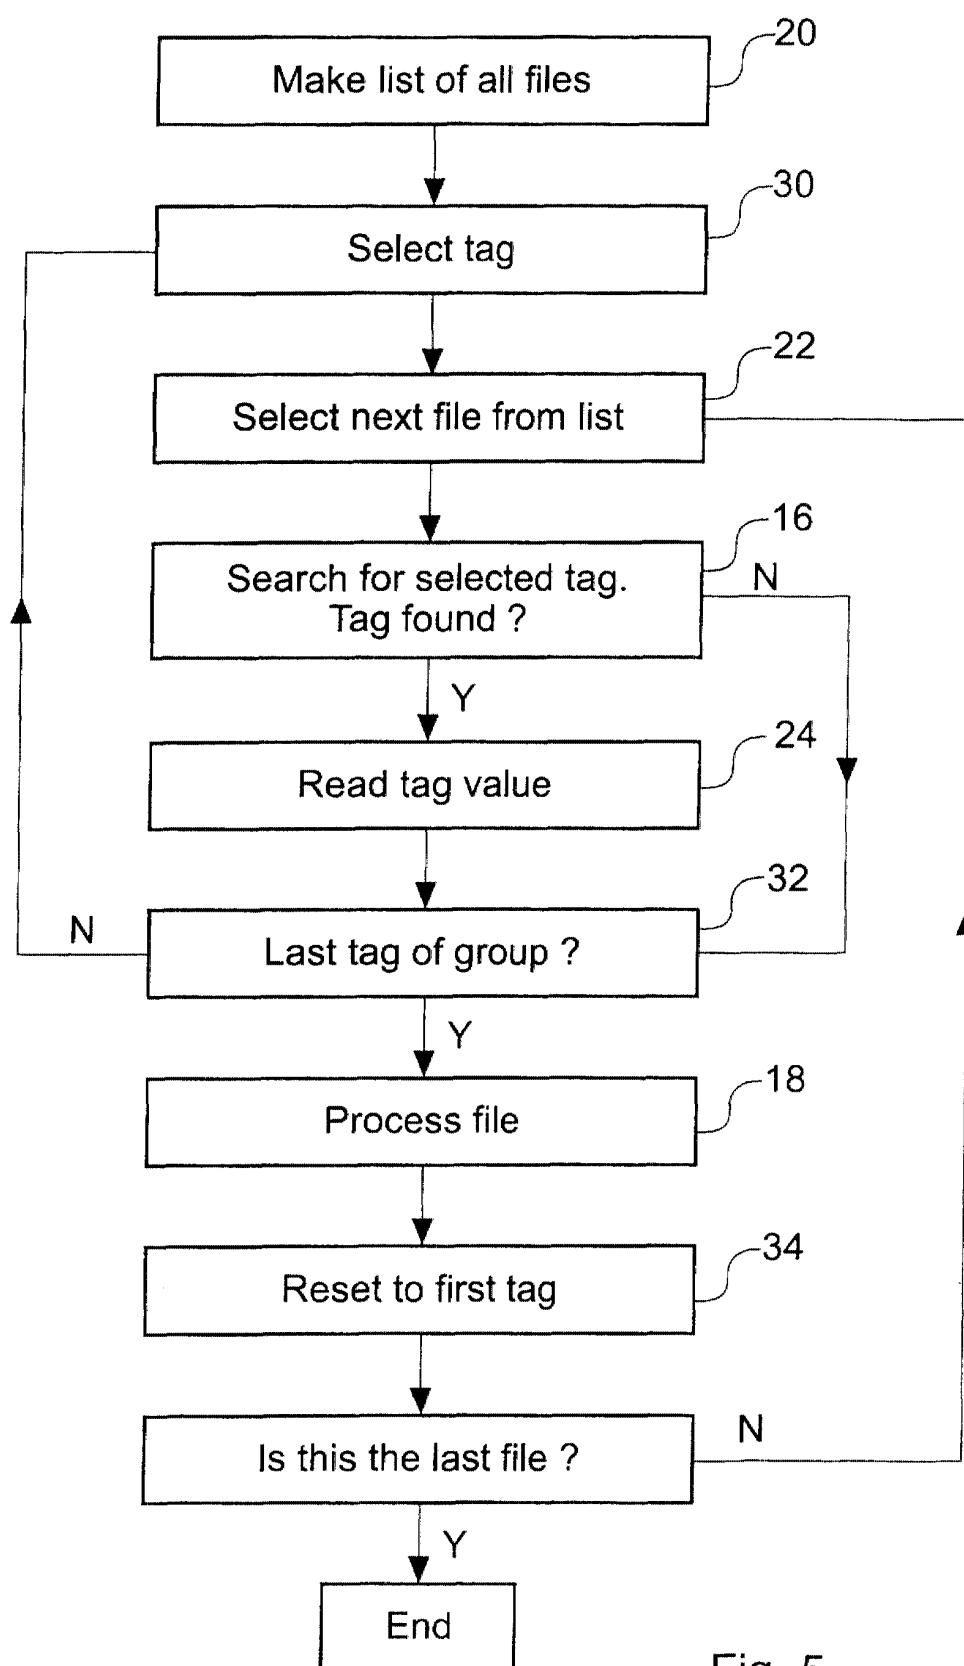 20
Make list of all files
30
Select tag
22
Select next file from list
16
N
Search for selected tag.
Tag found ?
Y
24
Read tag value
32
N
Last tag of group ?
Y
18
Process file
34
Reset to first tag
N
Is this the last file ?
Y
End
Fig. 5